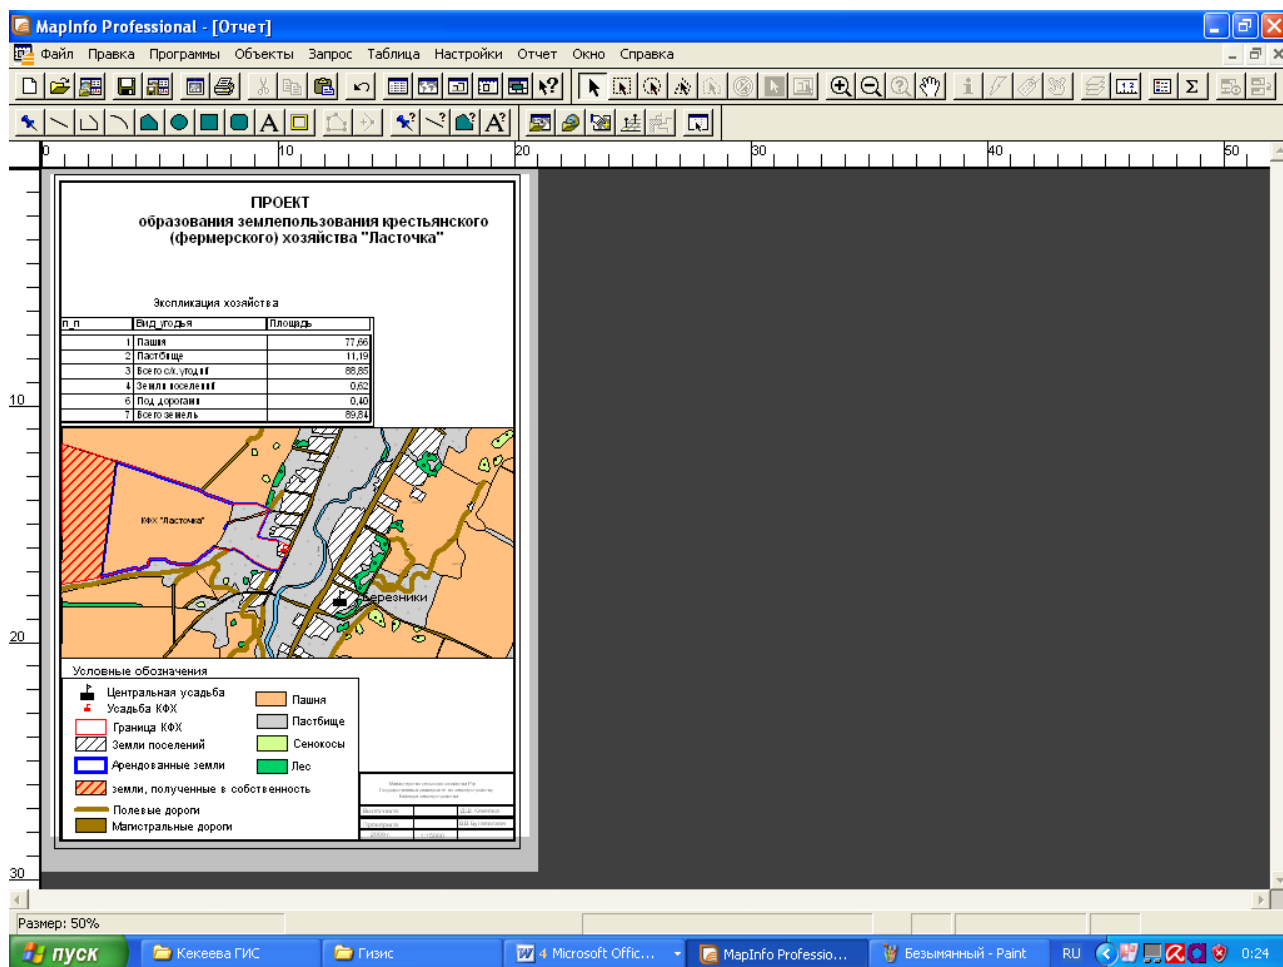 MapInfo Professional - [Отчет]
Файл Правка Программы Объекты Запрос Таблица Настройки Отчет Окно Справка
0 10 20 30 40 50
ПРОЕКТ
образования землепользования крестьянского
(фермерского) хозяйства "Ласточка"
Экспликация хозяйства
п_п Вид_угодья Площадь
1 Пашня 77,66
2 Пастбище 11,19
3 Всего с/х. угодий 88,85
4 Земли поселений 0,62
6 Под дорогами 0,40
7 Всего земель 89,84
10
КФХ "Ласточка"
Березники
20
Условные обозначения
Центральная усадьба
Усадьба КФХ
Граница КФХ
Земли поселений
Арендованные земли
земли, полученные в собственность
Полевые дороги
Магистральные дороги
Пашня
Пастбище
Сенокосы
Лес
30
Размер: 50%
пуск Кекеева ГИС Гизис 4 Microsoft Offic... MapInfo Professio... Безымянный - Paint RU 0:24